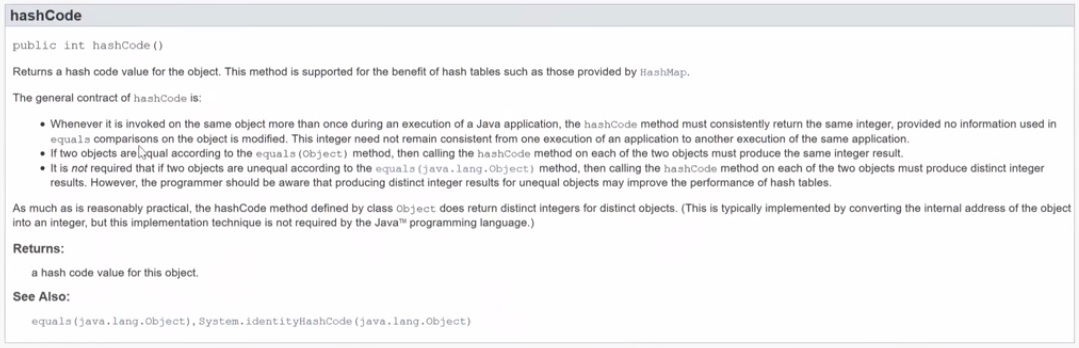 hashCode
public int hashCode()
Returns a hash code value for the object. This method is supported for the benefit of hash tables such as those provided by HashMap.
The general contract of hashCode is:
• Whenever it is invoked on the same object more than once during an execution of a Java application, the hashCode method must consistently return the same integer, provided no information used in
equals comparisons on the object is modified. This integer need not remain consistent from one execution of an application to another execution of the same application.
• If two objects are equal according to the equals(Object) method, then calling the hashCode method on each of the two objects must produce the same integer result.
• It is not required that if two objects are unequal according to the equals(java.lang.Object) method, then calling the hashCode method on each of the two objects must produce distinct integer
results. However, the programmer should be aware that producing distinct integer results for unequal objects may improve the performance of hash tables.
As much as is reasonably practical, the hashCode method defined by class Object does return distinct integers for distinct objects. (This is typically implemented by converting the internal address of the object
into an integer, but this implementation technique is not required by the Java™ programming language.)
Returns:
a hash code value for this object.
See Also:
equals(java.lang.Object), System.identityHashCode(java.lang.Object)